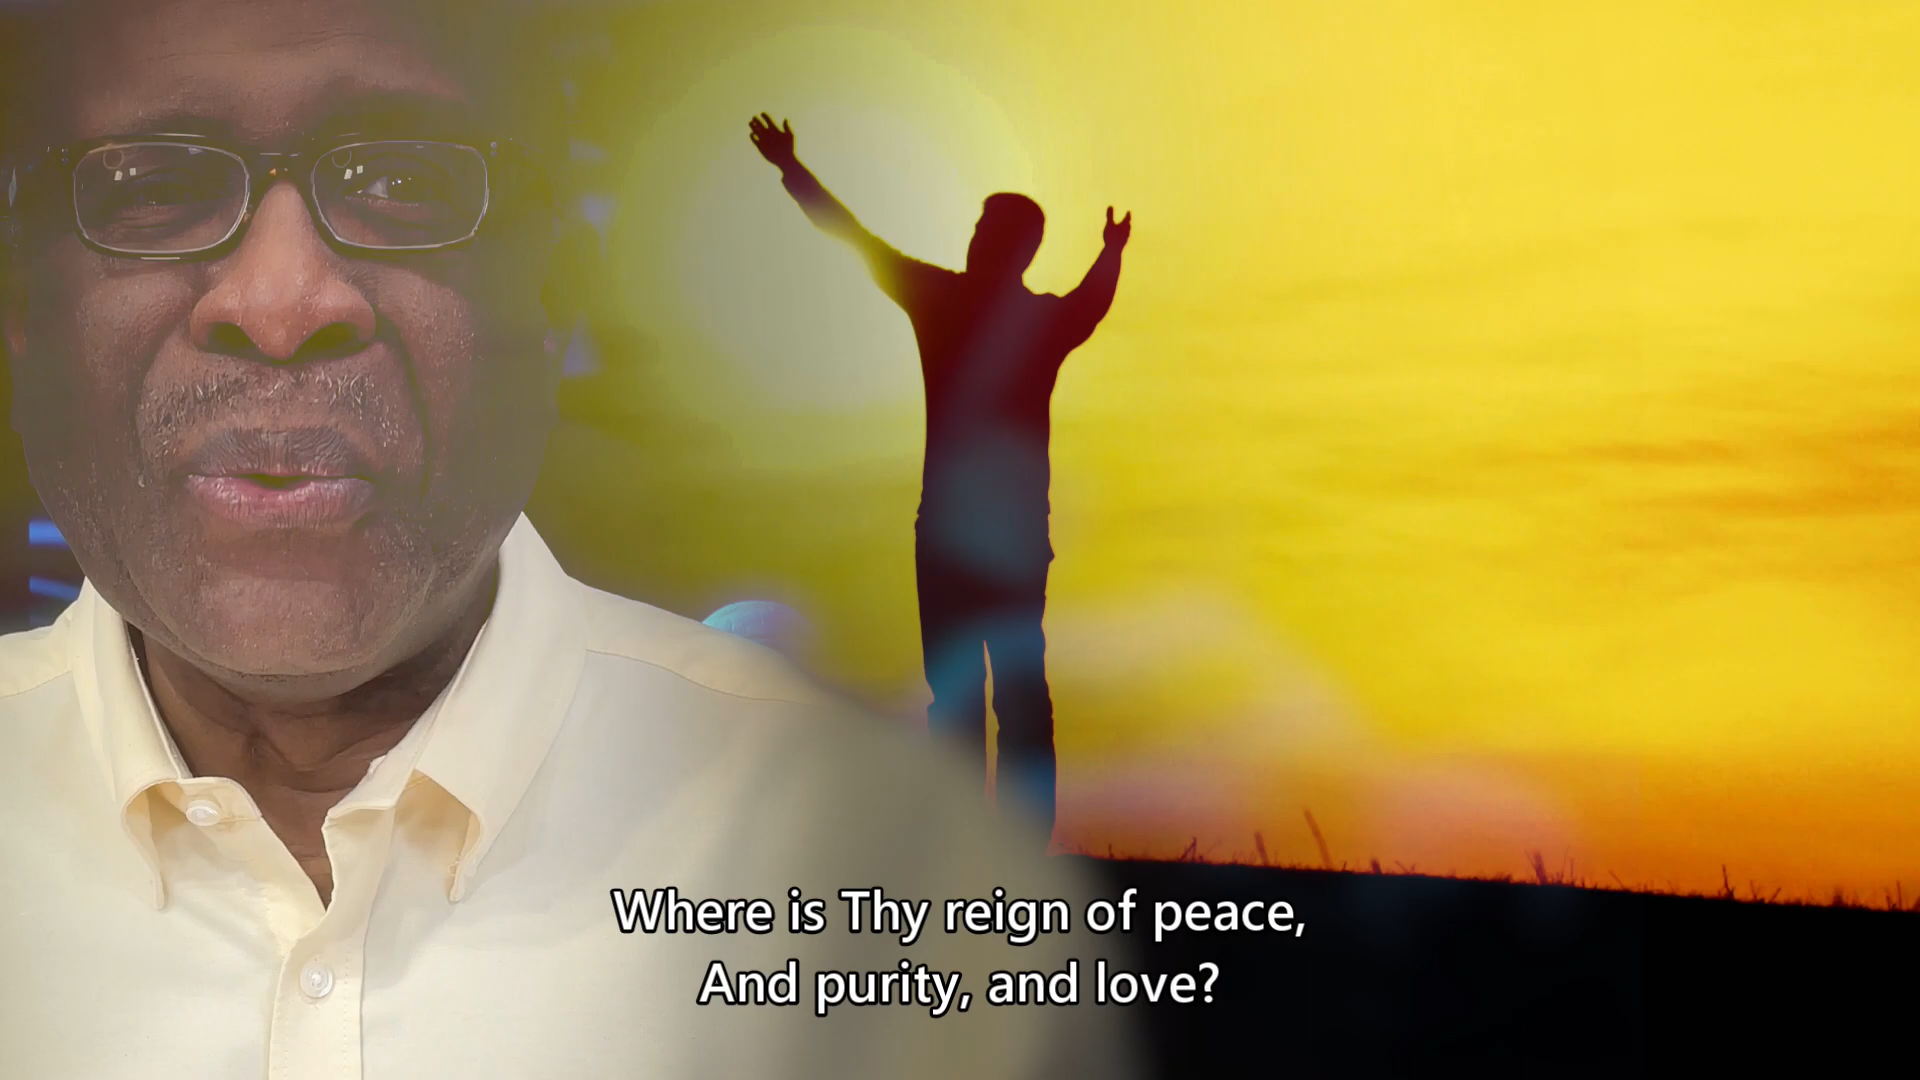 Where is Thy reign of peace,
And purity, and love?